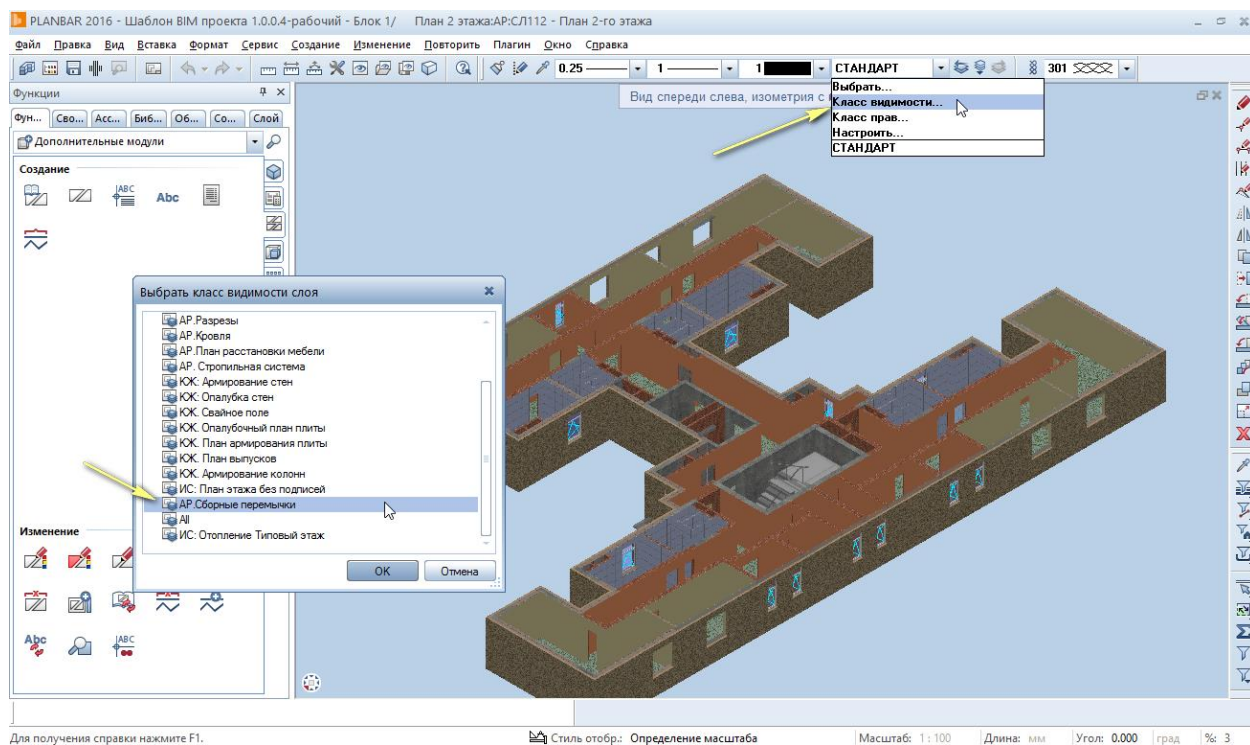 PLANBAR 2016 - Шаблон BIM проекта 1.0.0.4-рабочий - Блок 1/ План 2 этажа:АР:СЛ112 - План 2-го этажа
Файл Правка Вид Вставка Формат Сервис Создание Изменение Повторить Плагин Окно Справка
0.25 1 1 СТАНДАРТ 301
Функции
Фун... Сво... Асс... Биб... Об... Со... Слой
Дополнительные модули
Создание
ABC Abc
Вид спереди слева, изометрия с
Выбрать...
Класс видимости...
Класс прав...
Настроить...
СТАНДАРТ
Выбрать класс видимости слоя
АР.Разрезы
АР.Кровля
АР.План расстановки мебели
АР. Стропильная система
КЖ: Армирование стен
КЖ: Опалубка стен
КЖ. Свайное поле
КЖ. Опалубочный план плиты
КЖ. План армирования плиты
КЖ. План выпусков
КЖ. Армирование колонн
ИС: План этажа без подписей
АР.Сборные перемычки
All
ИС: Отопление Типовый этаж
OK Отмена
Изменение
Abc ABC
Для получения справки нажмите F1.
Стиль отобр.: Определение масштаба Масштаб: 1:100 Длина: мм Угол: 0.000 град %: 3